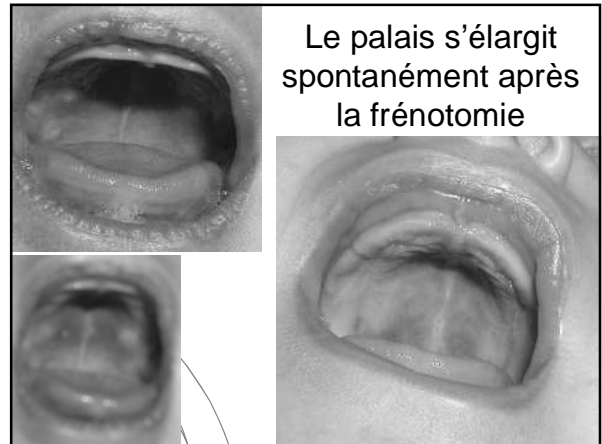 Le palais s’élargit
spontanément après
la frénotomie